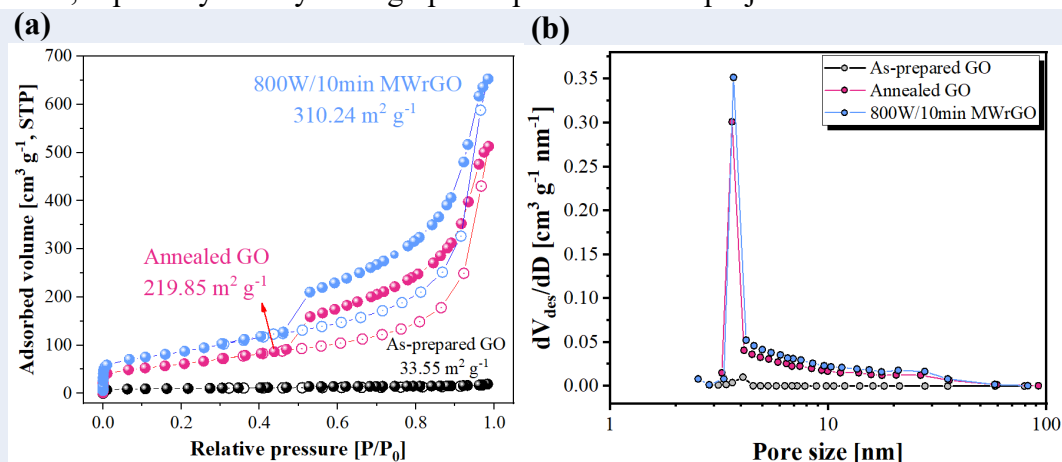 (a)
700
600
500
400
300
200
100
0
0.0 0.2 0.4 0.6 0.8 1.0
Adsorbed volume [cm³ g⁻¹, STP]
Relative pressure [P/P₀]
800W/10min MWrGO
310.24 m² g⁻¹
Annealed GO
219.85 m² g⁻¹
As-prepared GO
33.55 m² g⁻¹
(b)
As-prepared GO
Annealed GO
800W/10min MWrGO
0.35
0.30
0.25
0.20
0.15
0.10
0.05
0.00
1 10 100
dV_des/dD [cm³ g⁻¹ nm⁻¹]
Pore size [nm]